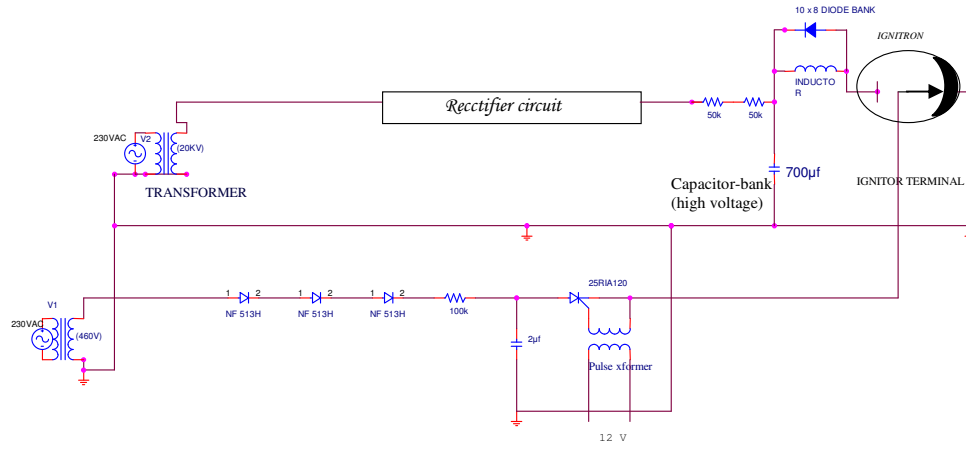 10 x 8 DIODE BANK
IGNITRON
INDUCTO
R
Recctifier circuit
50k
50k
230VAC
V2
(20KV)
TRANSFORMER
700µf
Capacitor-bank
(high voltage)
IGNITOR TERMINAL
25RIA120
V1
1
2
1
2
1
2
NF 513H
NF 513H
NF 513H
100k
230VAC
(460V)
2µf
Pulse xformer
12 V